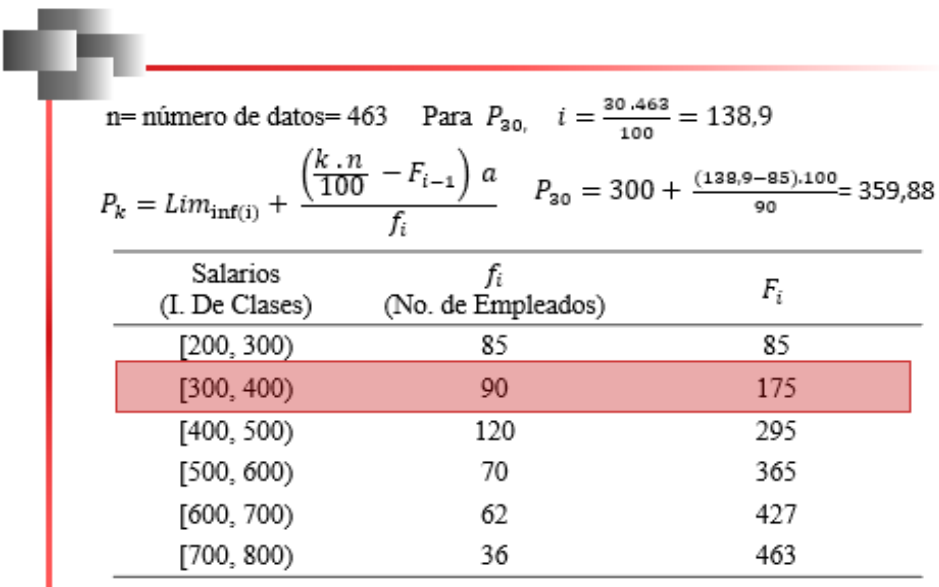 n= número de datos= 463 Para P₃₀, i = 30 .463/100 = 138,9
Pₖ = Lim inf(i) + (k .n/100 − Fᵢ₋₁) a/fᵢ P₃₀ = 300 + (138,9−85).100/90 = 359,88
Salarios (I. De Clases) fᵢ (No. de Empleados) Fᵢ
[200, 300) 85 85
[300, 400) 90 175
[400, 500) 120 295
[500, 600) 70 365
[600, 700) 62 427
[700, 800) 36 463